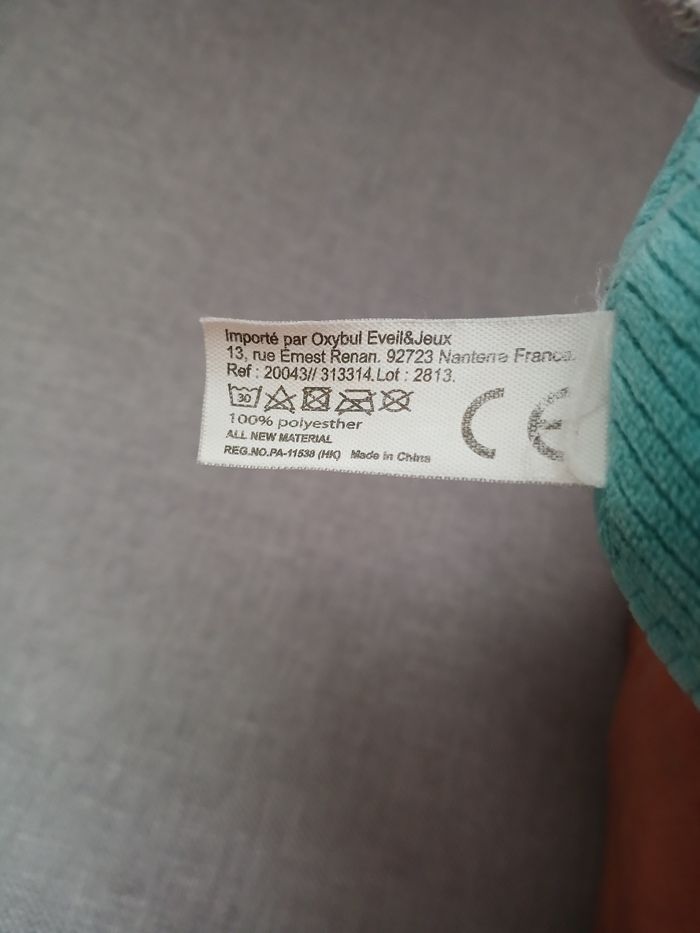 Importé par Oxybul Eveil&Jeux
13, rue Ernest Renan. 92723 Nanterre France.
Ref : 20043// 313314.Lot : 2813.
30
100% polyesther
ALL NEW MATERIAL
REG.NO.PA-11538 (HK) Made in China
CE